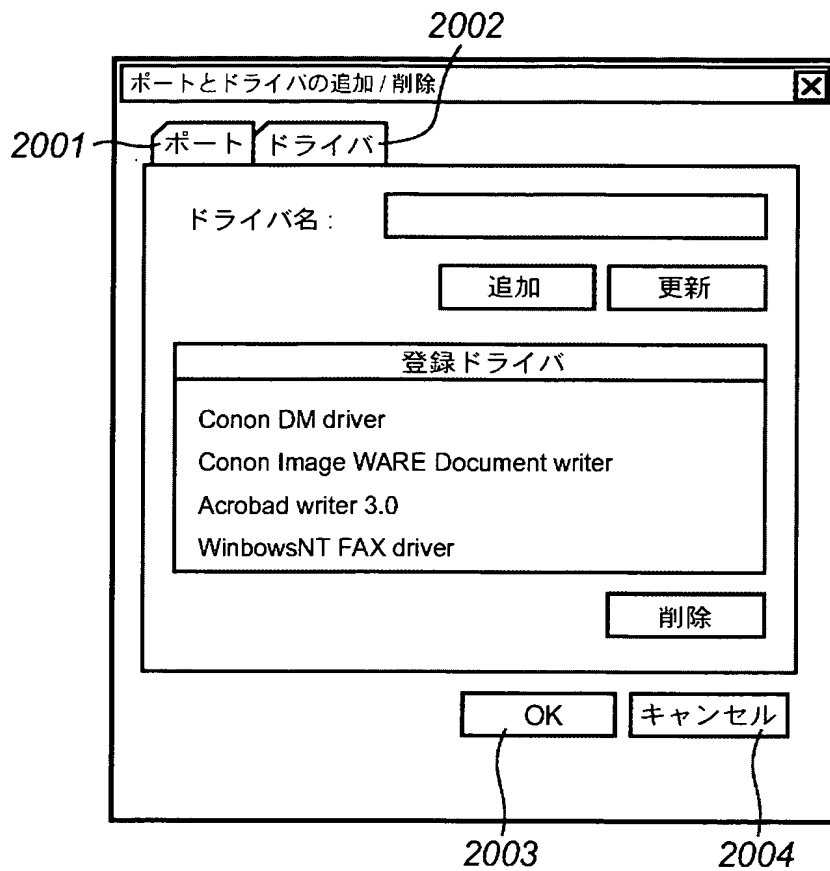 2002
ポートとドライバの追加 / 削除
2001
ポート ドライバ
ドライバ名 :
追加 更新
登録ドライバ
Conon DM driver
Conon Image WARE Document writer
Acrobad writer 3.0
WinbowsNT FAX driver
削除
OK キャンセル
2003 2004